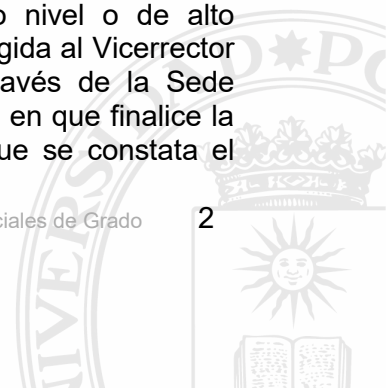 o nivel o de alto
gida al Vicerrector
avés de la Sede
en que finalice la
ue se constata el
ciales de Grado 2